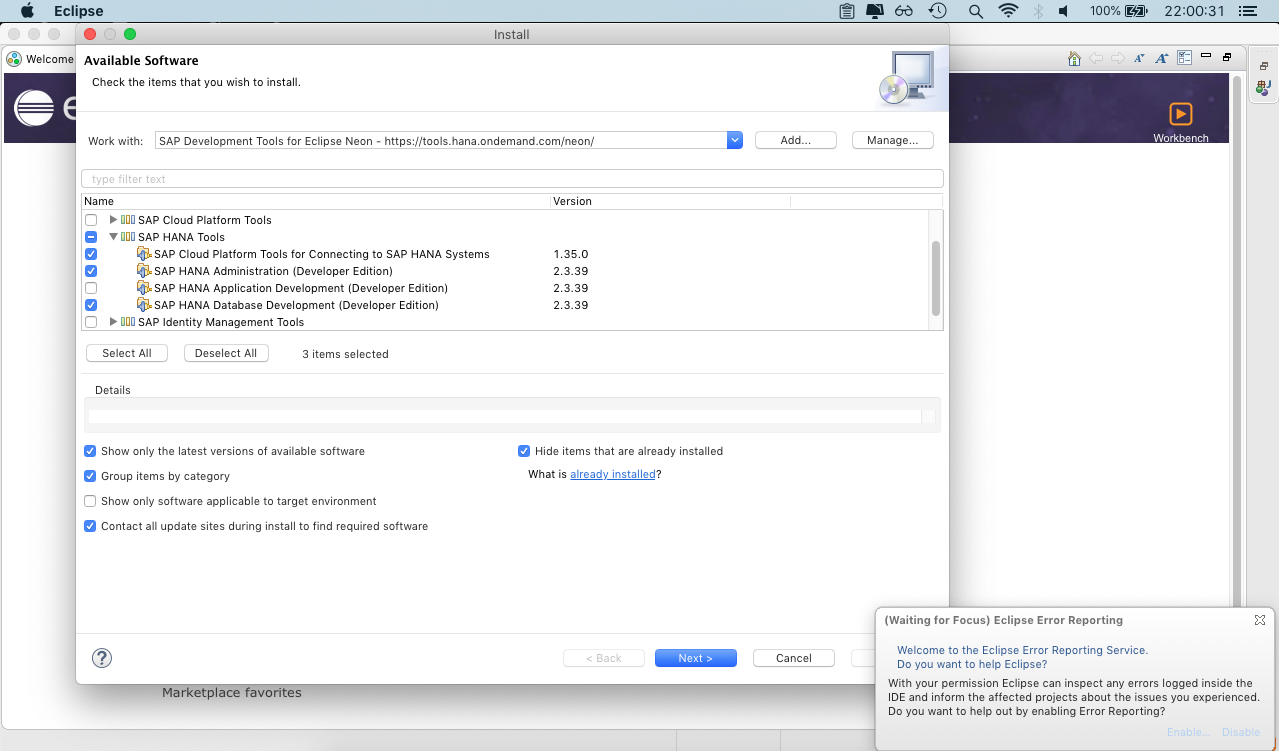 Eclipse
100%
22:00:31
Install
Welcome
Available Software
Check the items that you wish to install.
e
Workbench
Work with:
SAP Development Tools for Eclipse Neon - https://tools.hana.ondemand.com/neon/
Add...
Manage...
type filter text
Name
Version
SAP Cloud Platform Tools
SAP HANA Tools
SAP Cloud Platform Tools for Connecting to SAP HANA Systems 1.35.0
SAP HANA Administration (Developer Edition) 2.3.39
SAP HANA Application Development (Developer Edition) 2.3.39
SAP HANA Database Development (Developer Edition) 2.3.39
SAP Identity Management Tools
Select All
Deselect All
3 items selected
Details
Show only the latest versions of available software
Hide items that are already installed
Group items by category
What is already installed?
Show only software applicable to target environment
Contact all update sites during install to find required software
< Back
Next >
Cancel
Marketplace favorites
(Waiting for Focus) Eclipse Error Reporting
Welcome to the Eclipse Error Reporting Service.
Do you want to help Eclipse?
With your permission Eclipse can inspect any errors logged inside the
IDE and inform the affected projects about the issues you experienced.
Do you want to help out by enabling Error Reporting?
Enable...
Disable